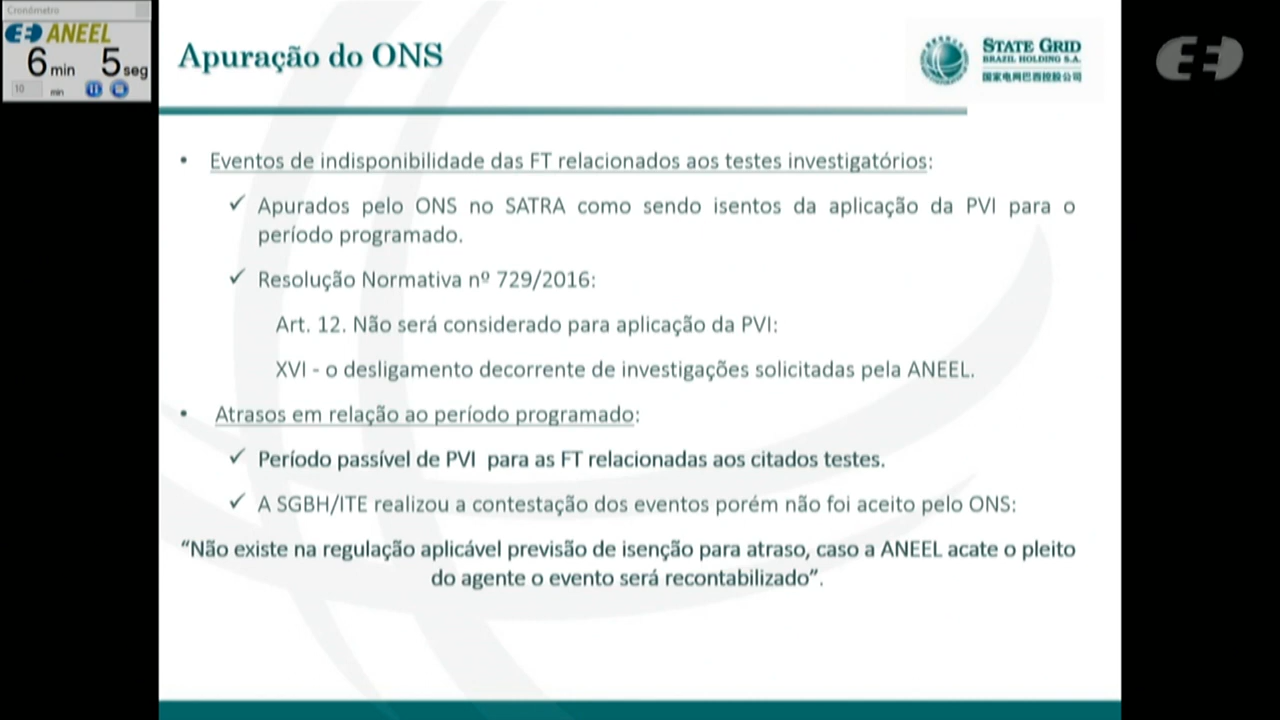 Cronômetro
ANEEL
6 min 5 seg
10 min
Apuração do ONS
STATE GRID
BRAZIL HOLDING S.A.
国家电网巴西控股公司
• Eventos de indisponibilidade das FT relacionados aos testes investigatórios:
✓ Apurados pelo ONS no SATRA como sendo isentos da aplicação da PVI para o
período programado.
✓ Resolução Normativa nº 729/2016:
Art. 12. Não será considerado para aplicação da PVI:
XVI - o desligamento decorrente de investigações solicitadas pela ANEEL.
• Atrasos em relação ao período programado:
✓ Período passível de PVI para as FT relacionadas aos citados testes.
✓ A SGBH/ITE realizou a contestação dos eventos porém não foi aceito pelo ONS:
“Não existe na regulação aplicável previsão de isenção para atraso, caso a ANEEL acate o pleito
do agente o evento será recontabilizado”.